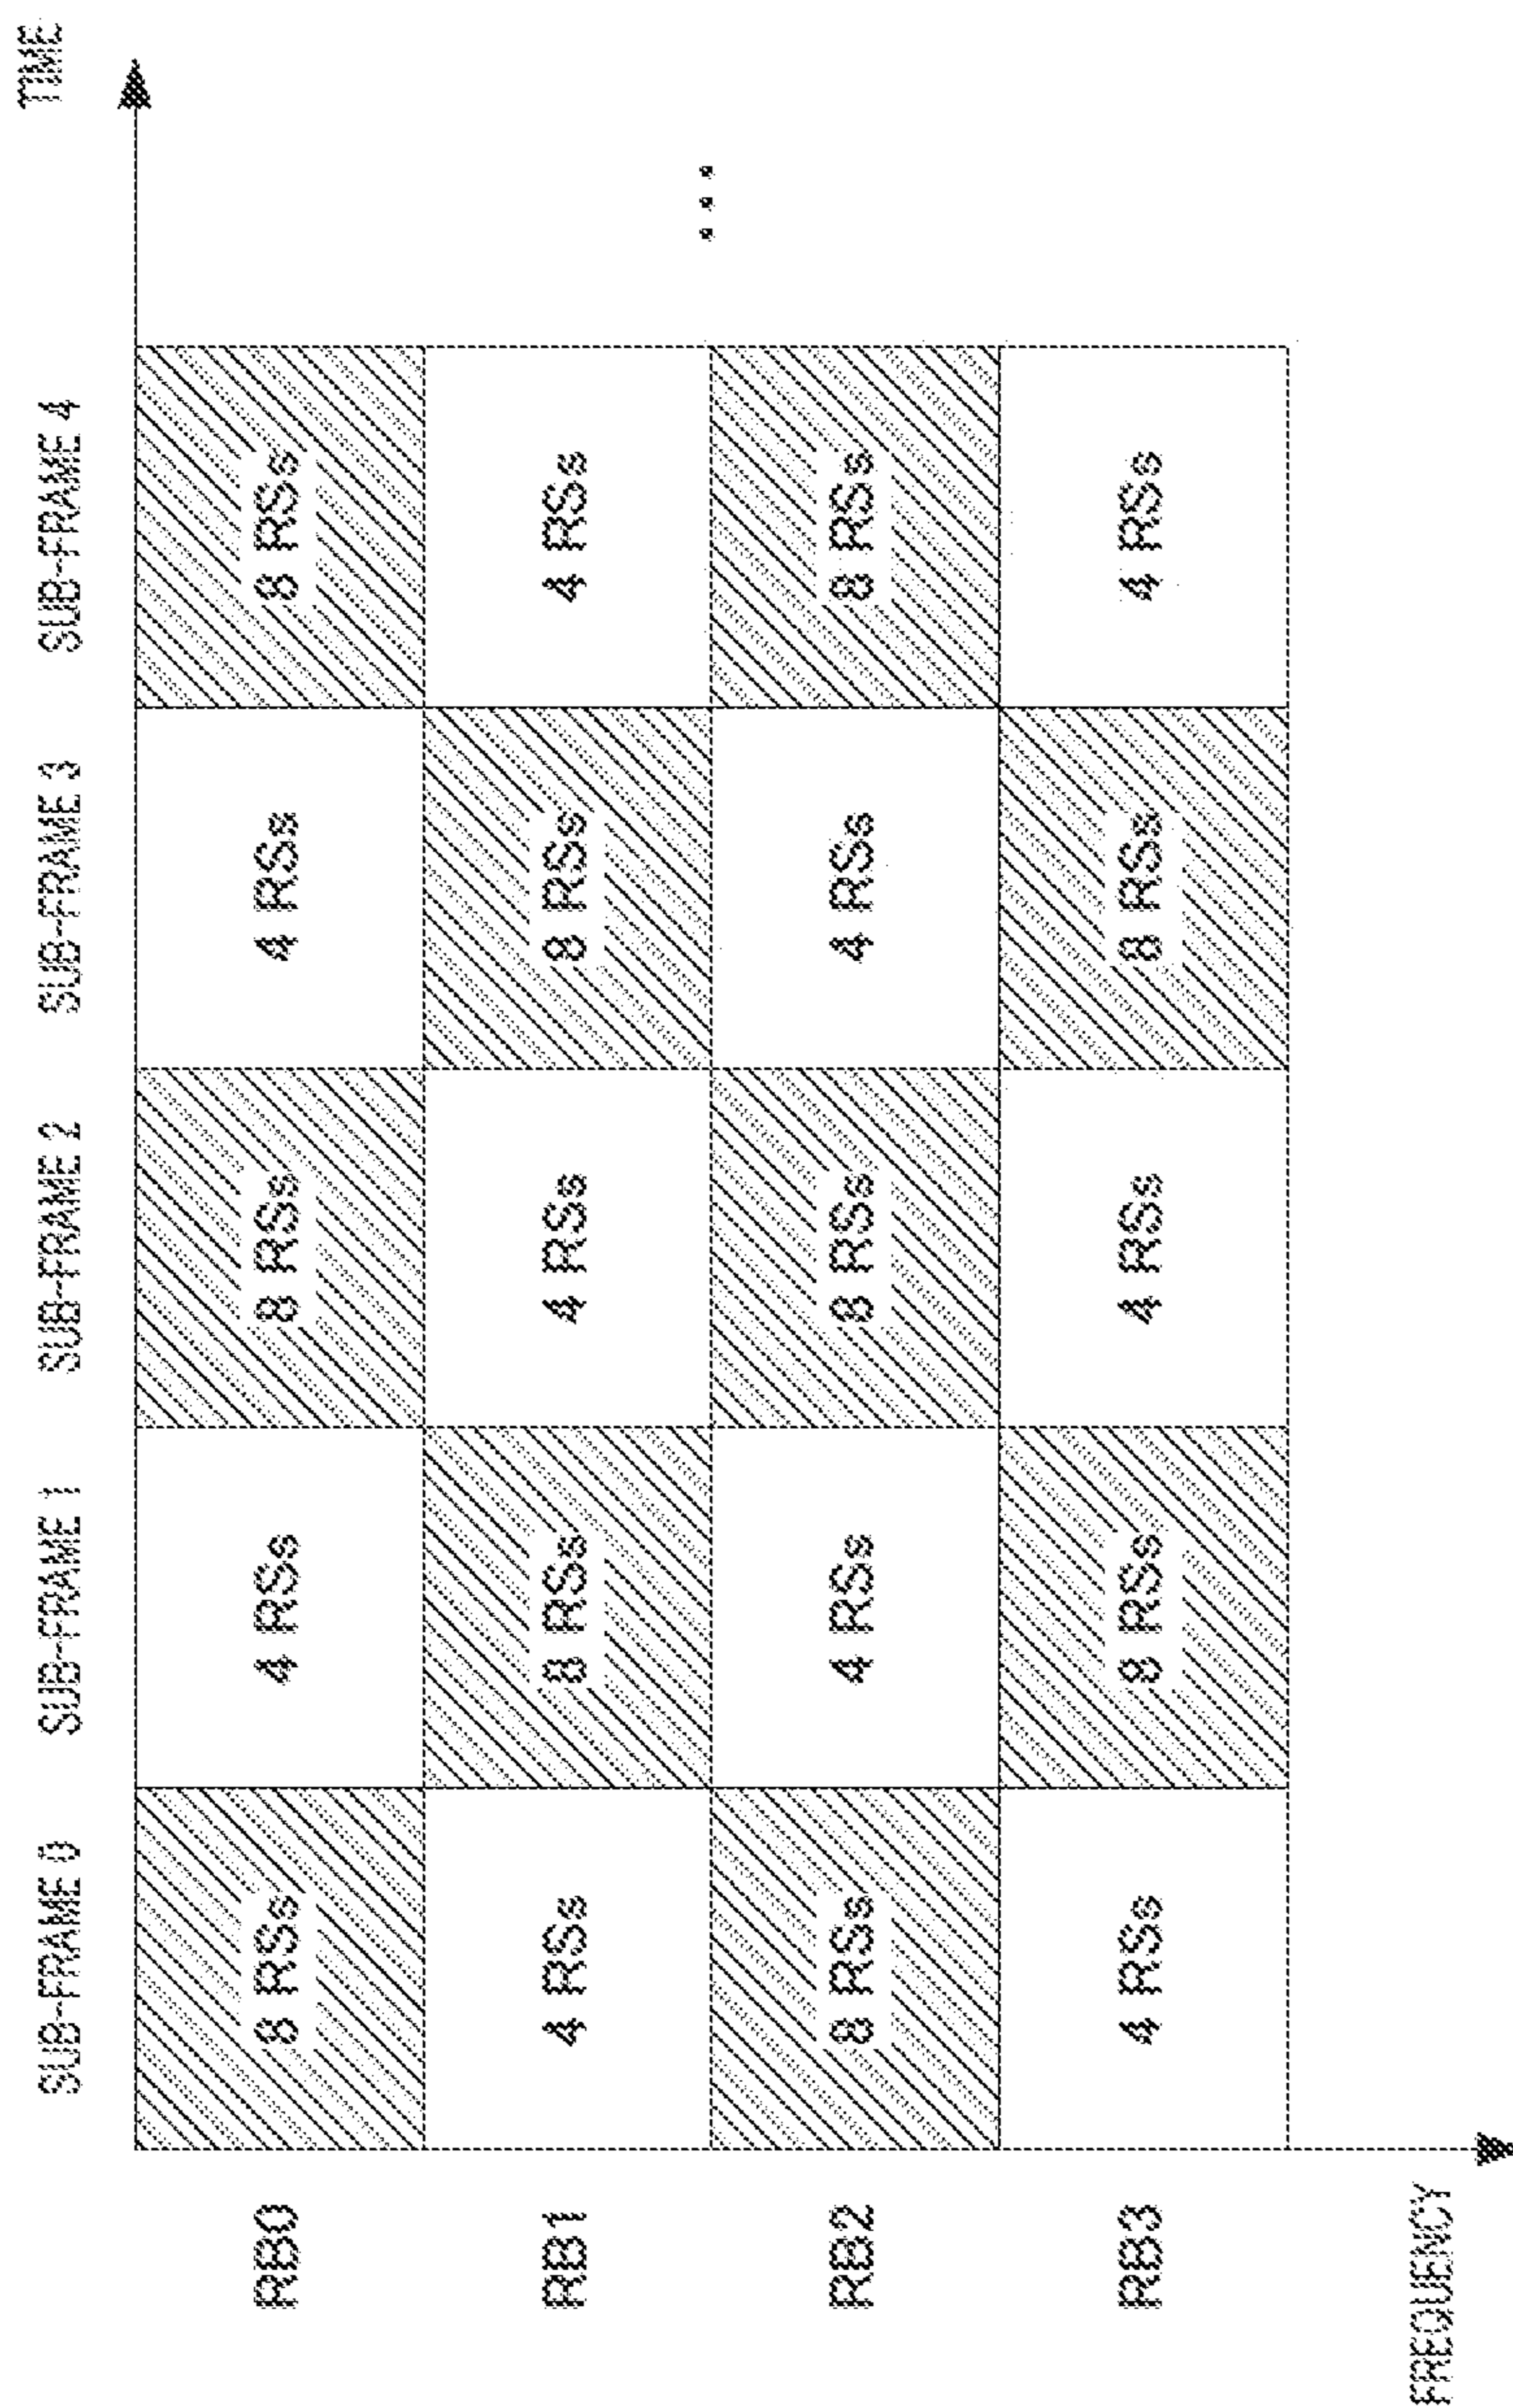 SUB-FRAME 0 SUB-FRAME 1 SUB-FRAME 2 SUB-FRAME 3 SUB-FRAME 4 TIME
RB0 8 RSs 4 RSs 8 RSs 4 RSs 8 RSs
RB1 4 RSs 8 RSs 4 RSs 8 RSs 4 RSs
RB2 8 RSs 4 RSs 8 RSs 4 RSs 8 RSs
RB3 4 RSs 8 RSs 4 RSs 8 RSs 4 RSs
FREQUENCY